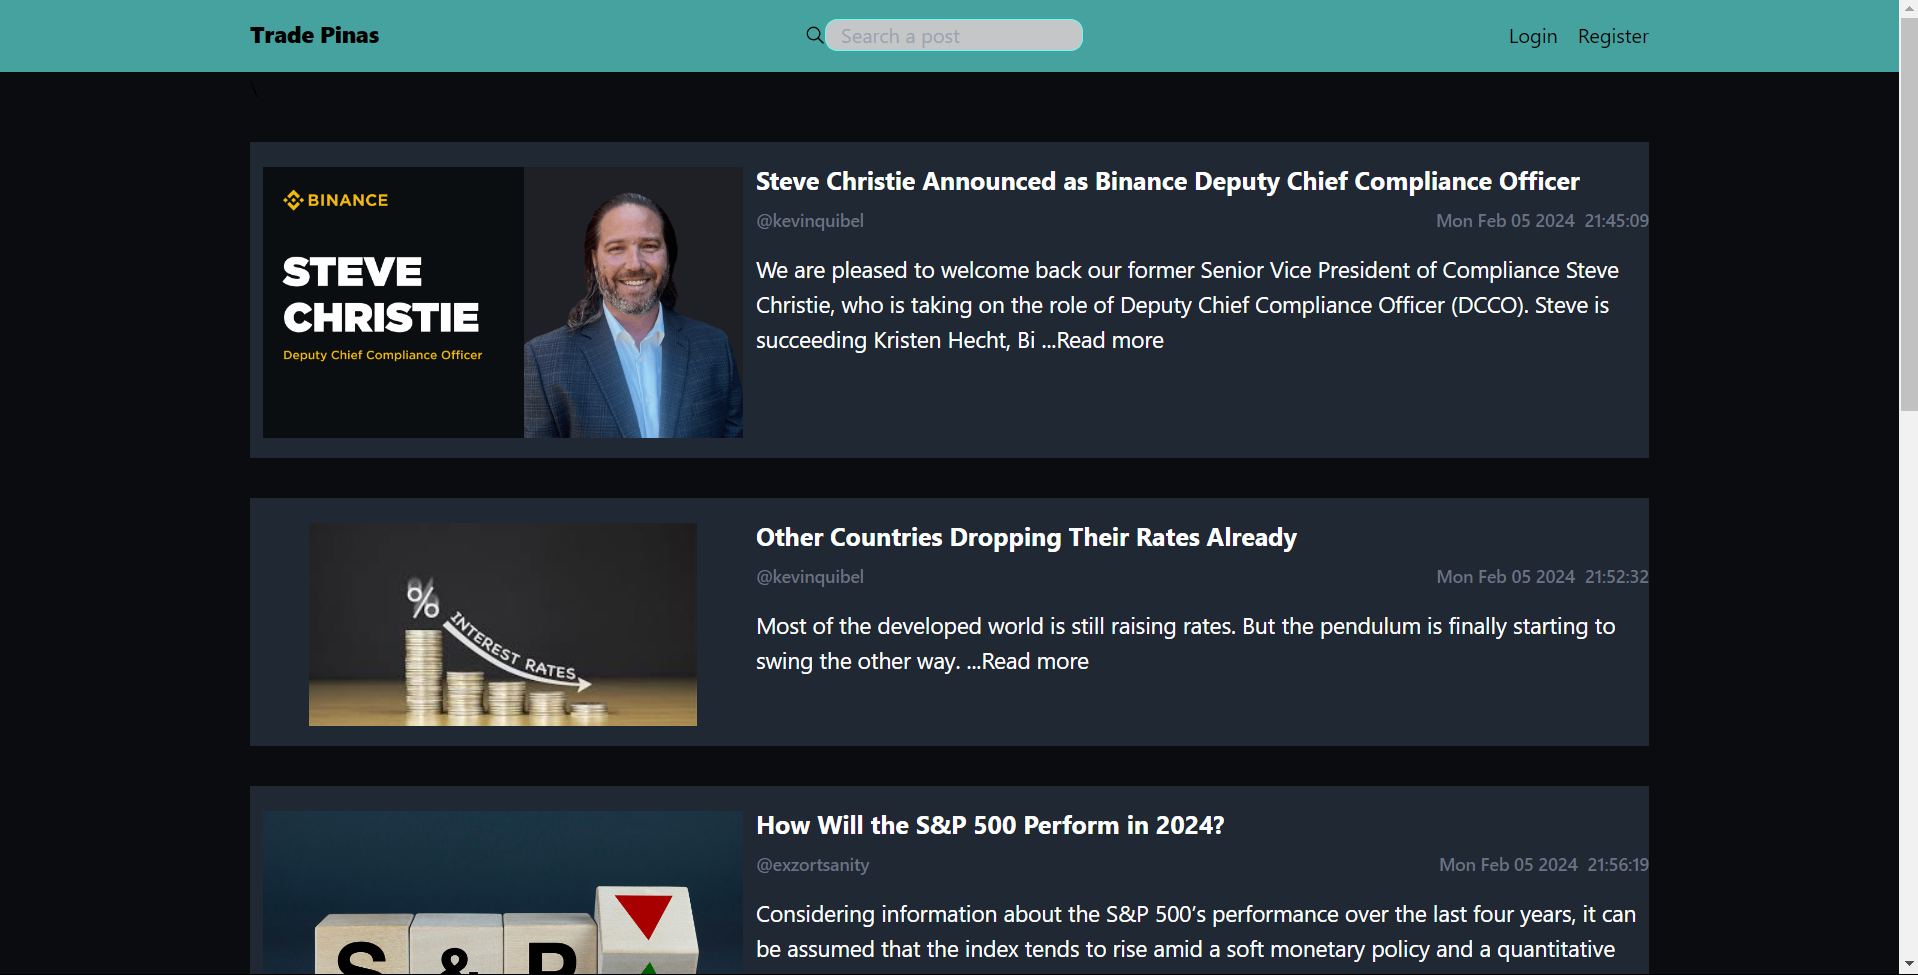 Trade Pinas
Search a post
Login Register
\
BINANCE
STEVE
CHRISTIE
Deputy Chief Compliance Officer
Steve Christie Announced as Binance Deputy Chief Compliance Officer
@kevinquibel Mon Feb 05 2024 21:45:09
We are pleased to welcome back our former Senior Vice President of Compliance Steve
Christie, who is taking on the role of Deputy Chief Compliance Officer (DCCO). Steve is
succeeding Kristen Hecht, Bi ...Read more
%
INTEREST RATES
Other Countries Dropping Their Rates Already
@kevinquibel Mon Feb 05 2024 21:52:32
Most of the developed world is still raising rates. But the pendulum is finally starting to
swing the other way. ...Read more
S & P
How Will the S&P 500 Perform in 2024?
@exzortsanity Mon Feb 05 2024 21:56:19
Considering information about the S&P 500's performance over the last four years, it can
be assumed that the index tends to rise amid a soft monetary policy and a quantitative